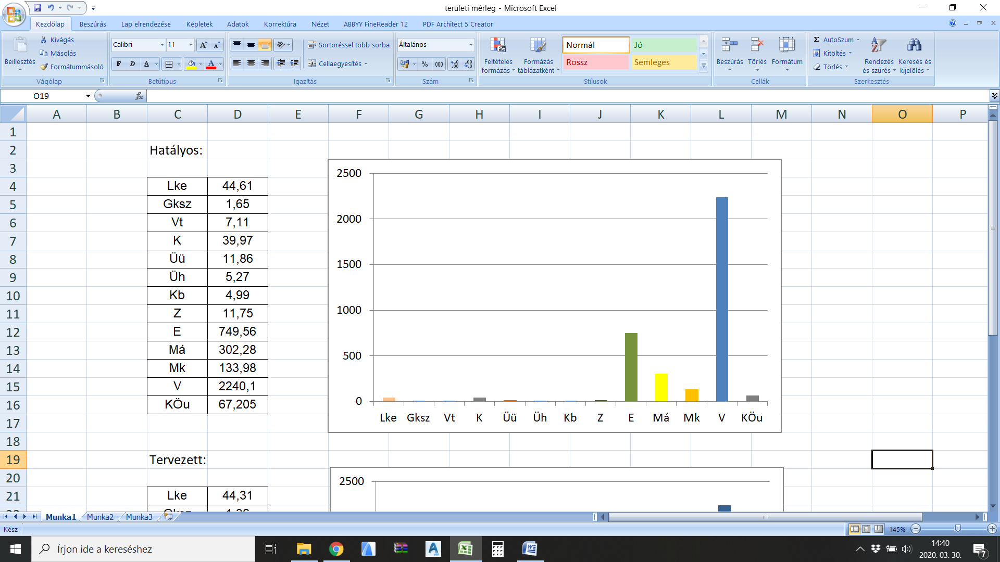 területi mérleg - Microsoft Excel
Kezdőlap Beszúrás Lap elrendezése Képletek Adatok Korrektúra Nézet ABBYY FineReader 12 PDF Architect 5 Creator
Beillesztés
Kivágás
Másolás
Formátummásoló
Vágólap
Calibri 11
F D A
A
Betűtípus
Sortöréssel több sorba
Cellaegyesítés
Igazítás
Általános
% 000
Szám
Feltételes formázás
Formázás táblázatként
Normál Jó
Rossz Semleges
Stílusok
Beszúrás Törlés Formátum
Cellák
Σ AutoSzum
Kitöltés
Törlés
Rendezés és szűrés
Keresés és kijelölés
Szerkesztés
O19 fx
A B C D E F G H I J K L M N O P
1
2 Hatályos:
3
4 Lke 44,61
5 Gksz 1,65
6 Vt 7,11
7 K 39,97
8 Üü 11,86
9 Üh 5,27
10 Kb 4,99
11 Z 11,75
12 E 749,56
13 Má 302,28
14 Mk 133,98
15 V 2240,1
16 KÖu 67,205
17
18
19 Tervezett:
20
21 Lke 44,31
2500
2000
1500
1000
500
0
Lke Gksz Vt K Üü Üh Kb Z E Má Mk V KÖu
2500
Munka1 Munka2 Munka3
Kész
145%
Írjon ide a kereséshez
14:40
2020. 03. 30.
7